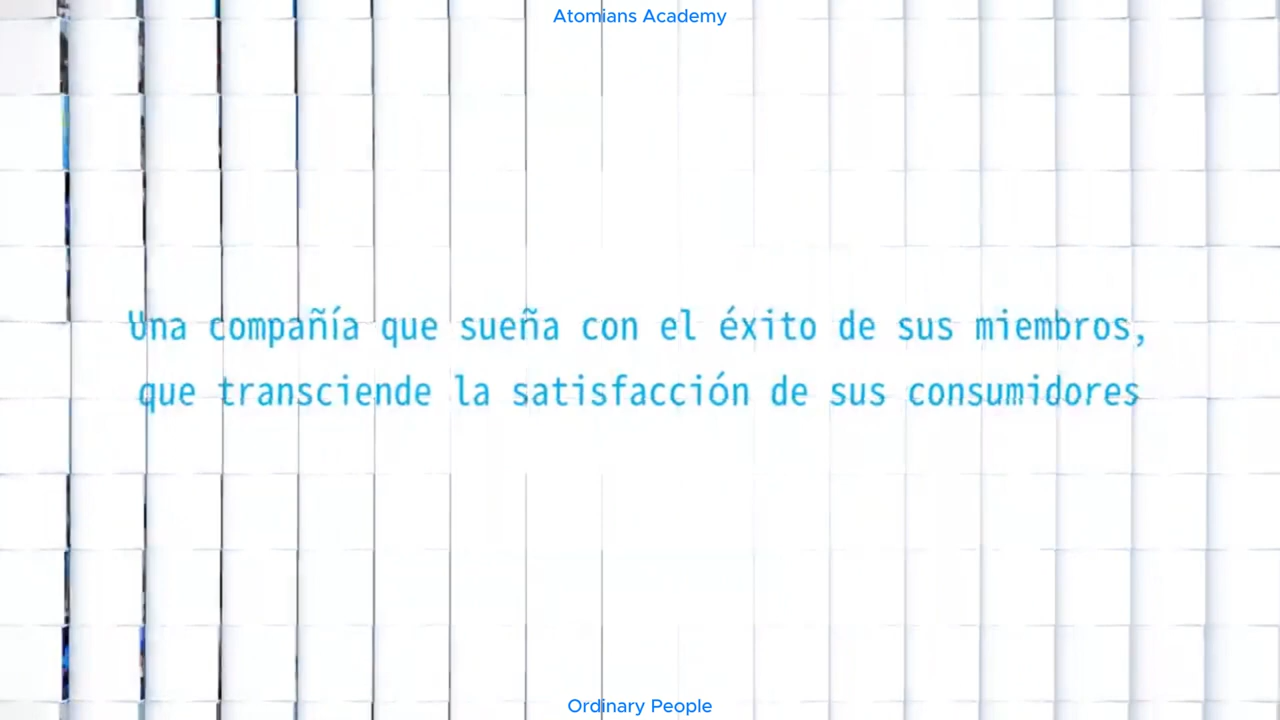 Atomians Academy
Una compañía que sueña con el éxito de sus miembros,
que transciende la satisfacción de sus consumidores
Ordinary People